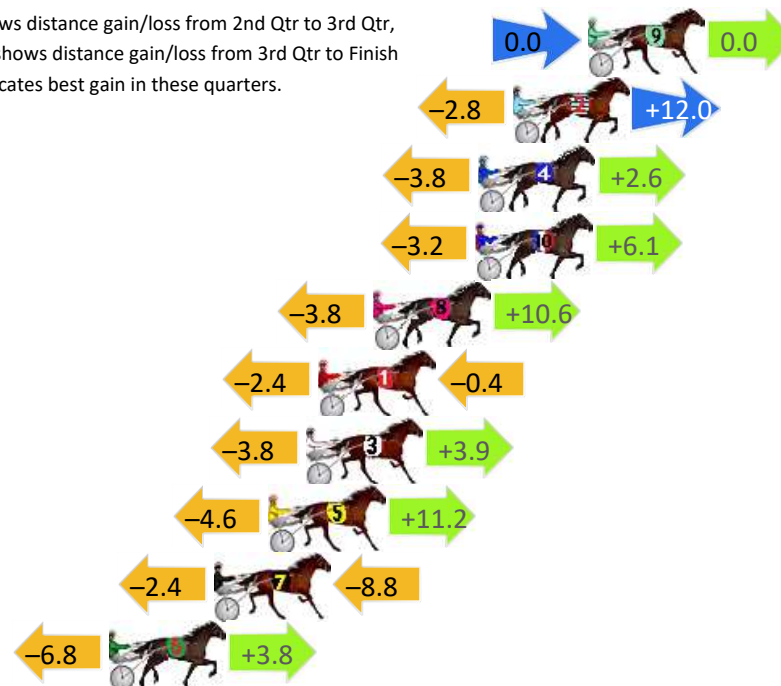 ws distance gain/loss from 2nd Qtr to 3rd Qtr,
shows distance gain/loss from 3rd Qtr to Finish
cates best gain in these quarters.
0.0 9 0.0
–2.8 +12.0
–3.8 4 +2.6
–3.2 10 +6.1
–3.8 8 +10.6
–2.4 1 –0.4
–3.8 3 +3.9
–4.6 5 +11.2
–2.4 7 –8.8
–6.8 6 +3.8